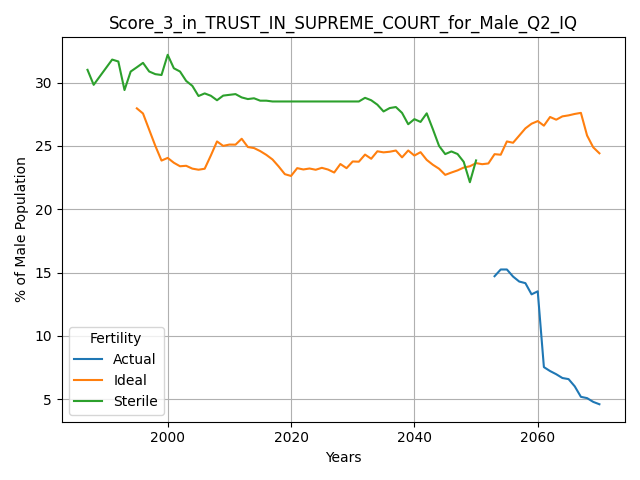 Score_3_in_TRUST_IN_SUPREME_COURT_for_Male_Q2_IQ
% of Male Population
30
25
20
15
10
5
Fertility
Actual
Ideal
Sterile
2000
2020
2040
2060
Years